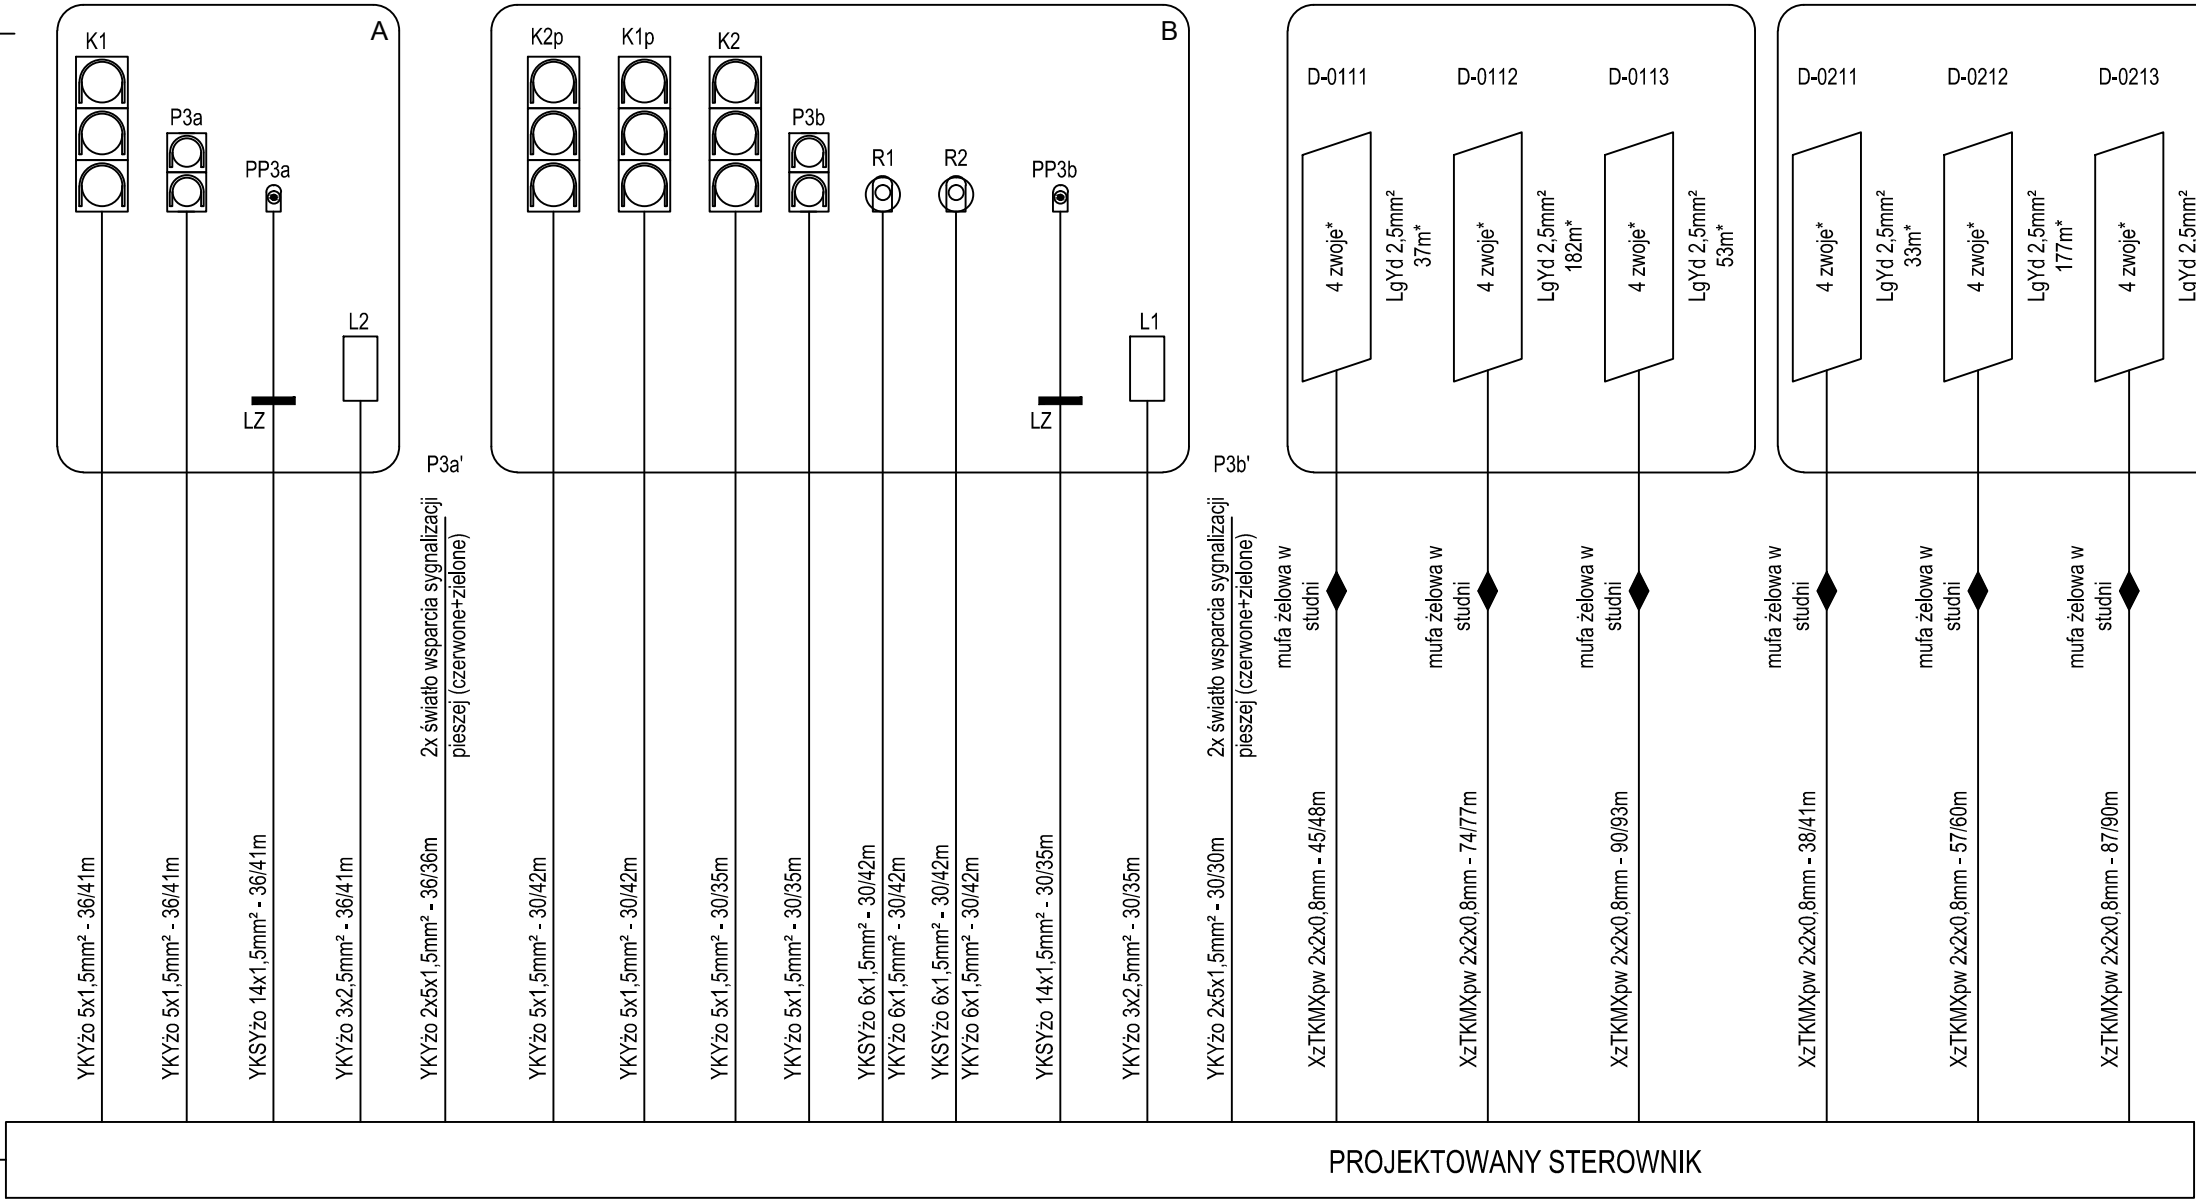 A
K1
P3a
PP3a
L2
LZ
P3a'
B
K2p
K1p
K2
P3b
R1
R2
PP3b
L1
LZ
P3b'
D-0111
D-0112
D-0113
D-0211
D-0212
D-0213
4 zwoje*
LgYd 2,5mm²
37m*
4 zwoje*
LgYd 2,5mm²
182m*
4 zwoje*
LgYd 2,5mm²
53m*
4 zwoje*
LgYd 2,5mm²
33m*
4 zwoje*
LgYd 2,5mm²
177m*
4 zwoje*
LgYd 2,5mm²
2x światło wsparcia sygnalizacji
pieszej (czerwone+zielone)
2x światło wsparcia sygnalizacji
pieszej (czerwone+zielone)
mufa żelowa w
studni
mufa żelowa w
studni
mufa żelowa w
studni
mufa żelowa w
studni
mufa żelowa w
studni
mufa żelowa w
studni
YKYżo 5x1,5mm² - 36/41m
YKYżo 5x1,5mm² - 36/41m
YKSYżo 14x1,5mm² - 36/41m
YKYżo 3x2,5mm² - 36/41m
YKYżo 2x5x1,5mm² - 36/36m
YKYżo 5x1,5mm² - 30/42m
YKYżo 5x1,5mm² - 30/42m
YKYżo 5x1,5mm² - 30/35m
YKYżo 5x1,5mm² - 30/35m
YKSYżo 6x1,5mm² - 30/42m
YKYżo 6x1,5mm² - 30/42m
YKSYżo 6x1,5mm² - 30/42m
YKYżo 6x1,5mm² - 30/42m
YKSYżo 14x1,5mm² - 30/35m
YKYżo 3x2,5mm² - 30/35m
YKYżo 2x5x1,5mm² - 30/30m
XzTKMXpw 2x2x0,8mm - 45/48m
XzTKMXpw 2x2x0,8mm - 74/77m
XzTKMXpw 2x2x0,8mm - 90/93m
XzTKMXpw 2x2x0,8mm - 38/41m
XzTKMXpw 2x2x0,8mm - 57/60m
XzTKMXpw 2x2x0,8mm - 87/90m
PROJEKTOWANY STEROWNIK